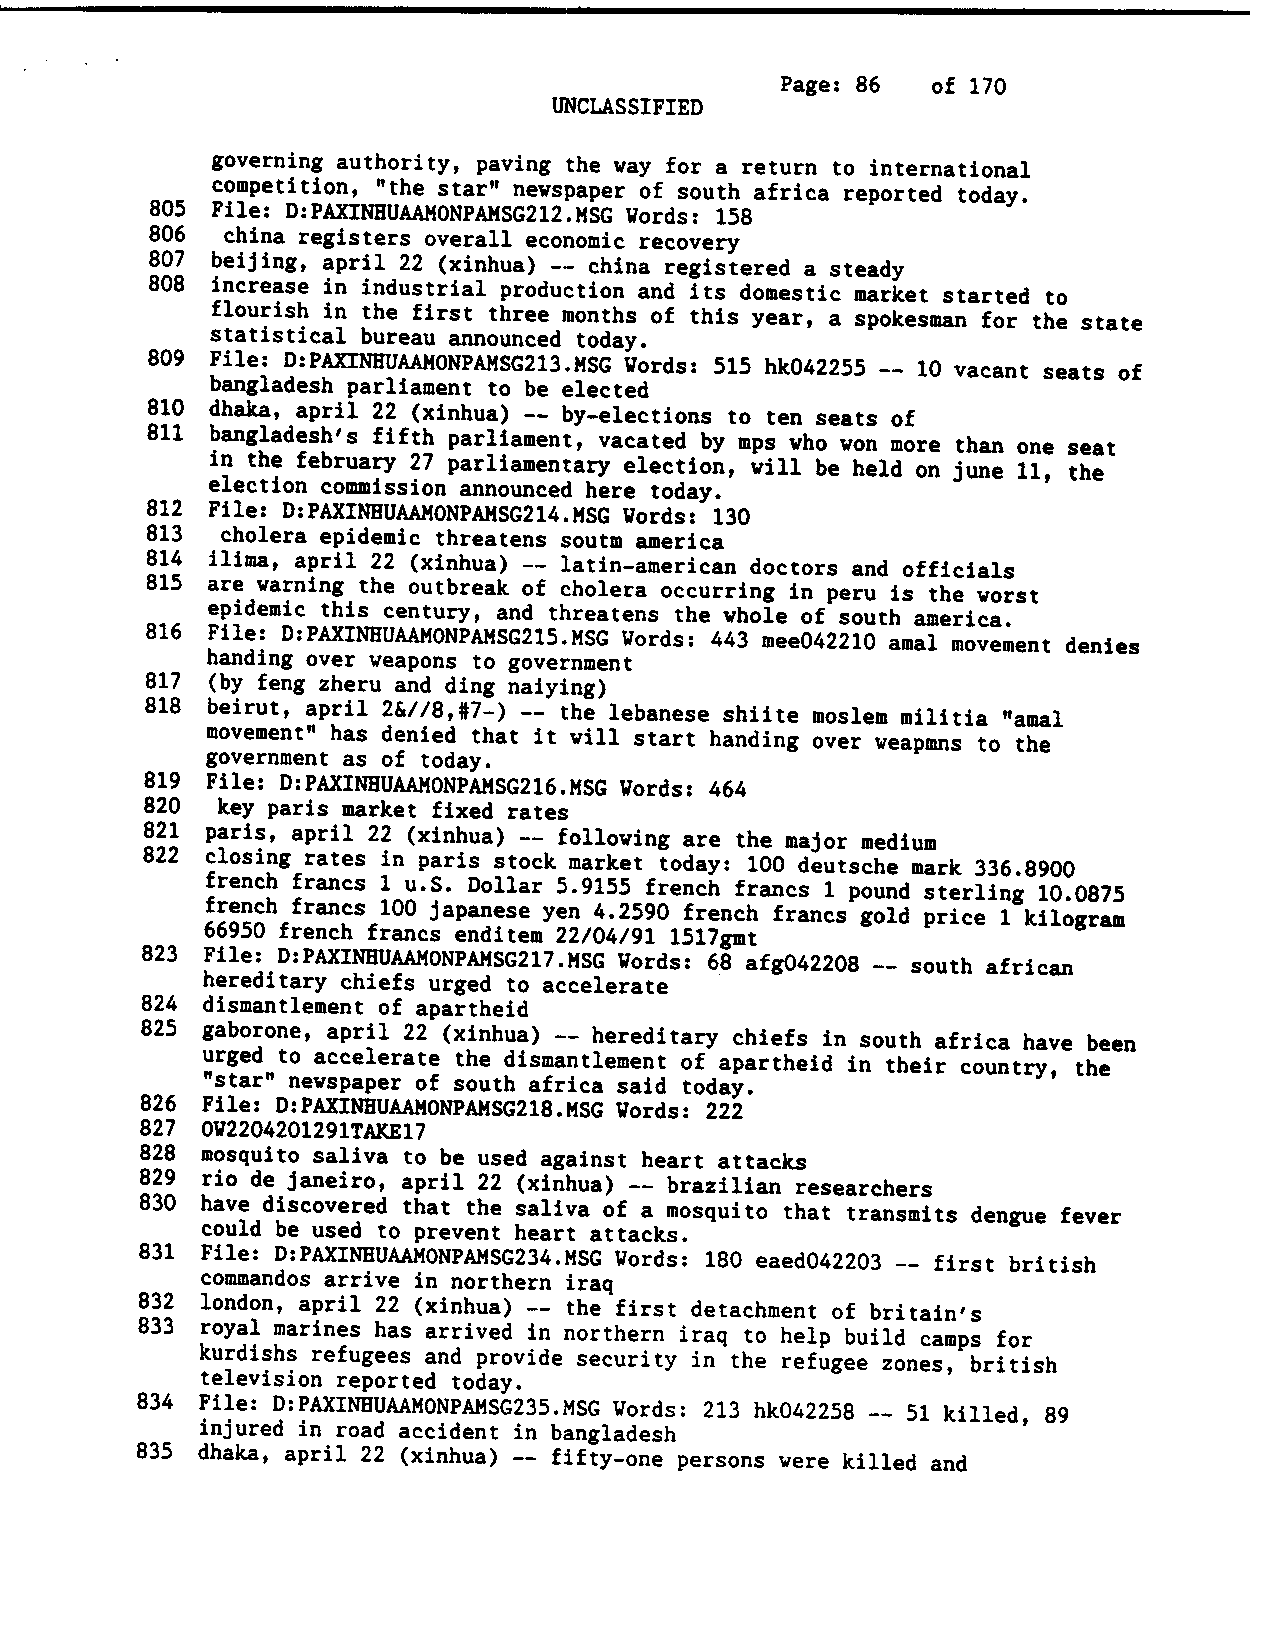 Page: 86 of 170
UNCLASSIFIED
governing authority, paving the way for a return to international
competition, "the star" newspaper of south africa reported today.
805 File: D:PAXINHUAAMONPAMSG212.MSG Words: 158
806 china registers overall economic recovery
807 beijing, april 22 (xinhua) -- china registered a steady
808 increase in industrial production and its domestic market started to
flourish in the first three months of this year, a spokesman for the state
statistical bureau announced today.
809 File: D:PAXINHUAAMONPAMSG213.MSG Words: 515 hk042255 -- 10 vacant seats of
bangladesh parliament to be elected
810 dhaka, april 22 (xinhua) -- by-elections to ten seats of
811 bangladesh's fifth parliament, vacated by mps who won more than one seat
in the february 27 parliamentary election, will be held on june 11, the
election commission announced here today.
812 File: D:PAXINHUAAMONPAMSG214.MSG Words: 130
813 cholera epidemic threatens soutm america
814 ilima, april 22 (xinhua) -- latin-american doctors and officials
815 are warning the outbreak of cholera occurring in peru is the worst
epidemic this century, and threatens the whole of south america.
816 File: D:PAXINHUAAMONPAMSG215.MSG Words: 443 mee042210 amal movement denies
handing over weapons to government
817 (by feng zheru and ding naiying)
818 beirut, april 2&//8,#7-) -- the lebanese shiite moslem militia "amal
movement" has denied that it will start handing over weapmns to the
government as of today.
819 File: D:PAXINHUAAMONPAMSG216.MSG Words: 464
820 key paris market fixed rates
821 paris, april 22 (xinhua) -- following are the major medium
822 closing rates in paris stock market today: 100 deutsche mark 336.8900
french francs 1 u.S. Dollar 5.9155 french francs 1 pound sterling 10.0875
french francs 100 japanese yen 4.2590 french francs gold price 1 kilogram
66950 french francs enditem 22/04/91 1517gmt
823 File: D:PAXINHUAAMONPAMSG217.MSG Words: 68 afg042208 -- south african
hereditary chiefs urged to accelerate
824 dismantlement of apartheid
825 gaborone, april 22 (xinhua) -- hereditary chiefs in south africa have been
urged to accelerate the dismantlement of apartheid in their country, the
"star" newspaper of south africa said today.
826 File: D:PAXINHUAAMONPAMSG218.MSG Words: 222
827 OW2204201291TAKE17
828 mosquito saliva to be used against heart attacks
829 rio de janeiro, april 22 (xinhua) -- brazilian researchers
830 have discovered that the saliva of a mosquito that transmits dengue fever
could be used to prevent heart attacks.
831 File: D:PAXINHUAAMONPAMSG234.MSG Words: 180 eaed042203 -- first british
commandos arrive in northern iraq
832 london, april 22 (xinhua) -- the first detachment of britain's
833 royal marines has arrived in northern iraq to help build camps for
kurdishs refugees and provide security in the refugee zones, british
television reported today.
834 File: D:PAXINHUAAMONPAMSG235.MSG Words: 213 hk042258 -- 51 killed, 89
injured in road accident in bangladesh
835 dhaka, april 22 (xinhua) -- fifty-one persons were killed and